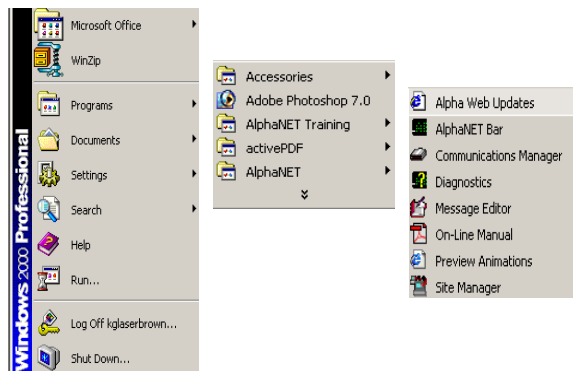 Windows 2000 Professional
Microsoft Office
WinZip
Programs
Documents
Settings
Search
Help
Run...
Log Off kglaserbrown...
Shut Down...
Accessories
Adobe Photoshop 7.0
AlphaNET Training
activePDF
AlphaNET
Alpha Web Updates
AlphaNET Bar
Communications Manager
Diagnostics
Message Editor
On-Line Manual
Preview Animations
Site Manager